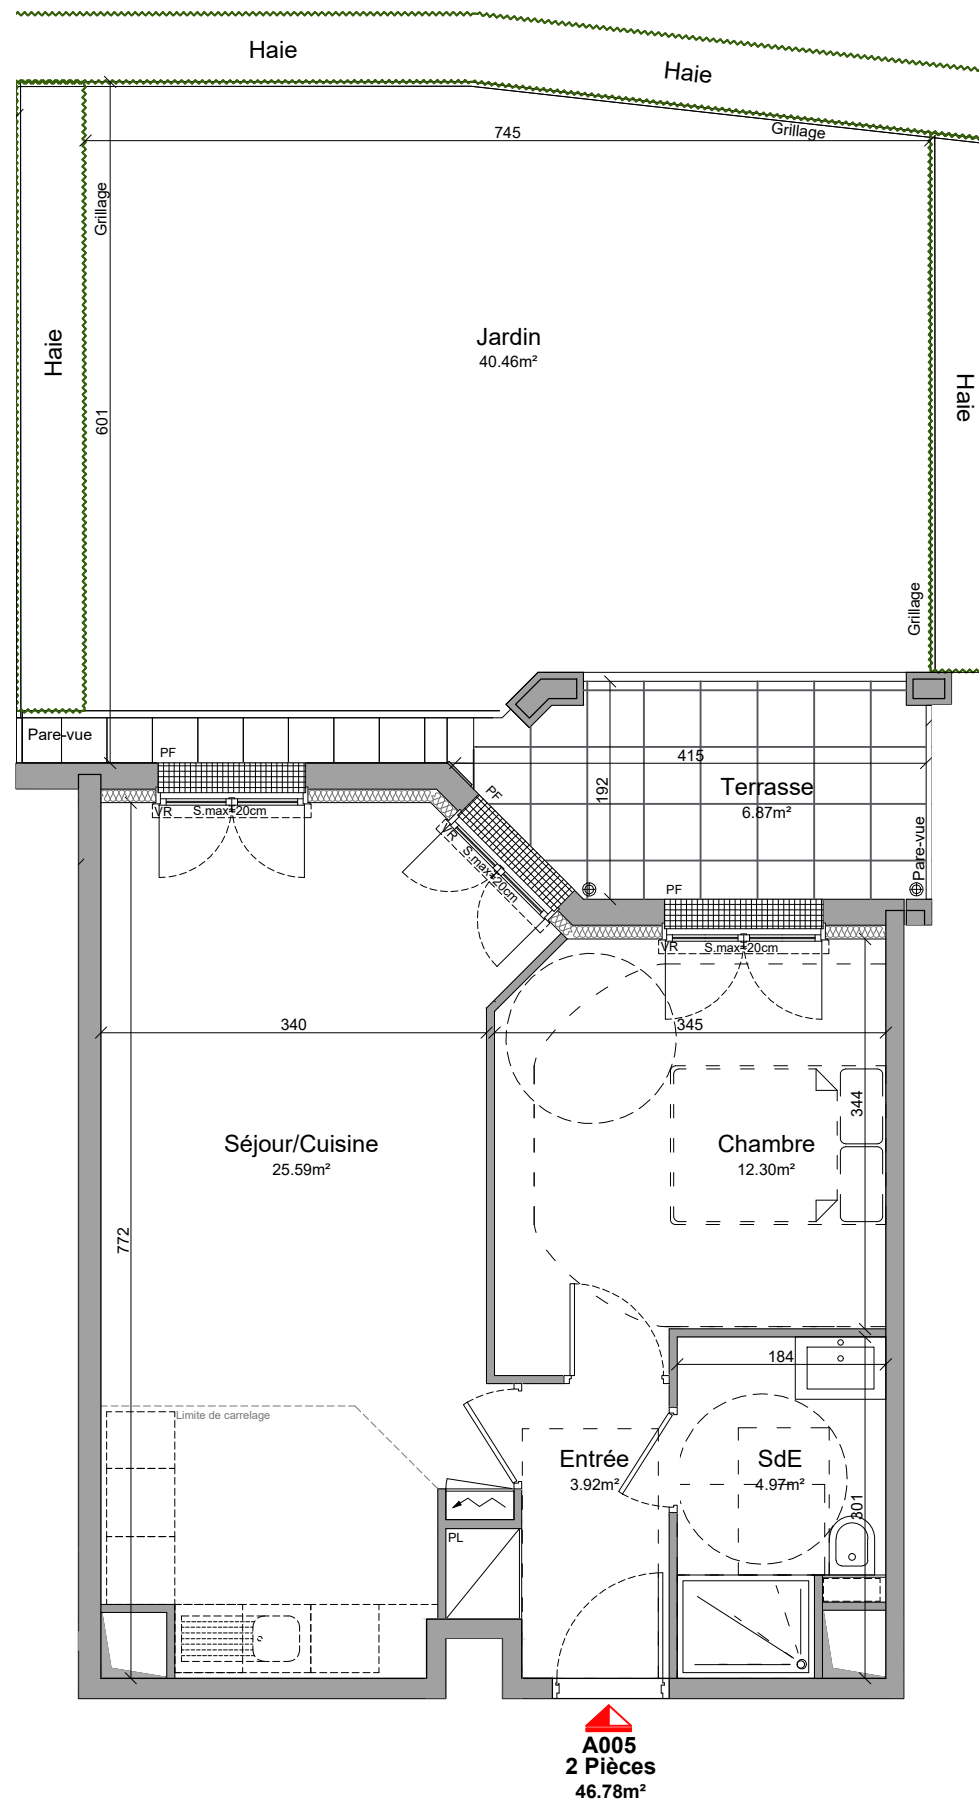 Haie
Haie
Grillage
745
Grillage
Jardin
40.46m²
Haie
Haie
601
Grillage
Pare-vue
PF
415
PF
192
Terrasse
6.87m²
VR
S.max=20cm
Pare-vue
VR
S.max=20cm
PF
VR
S.max=20cm
340
345
344
Séjour/Cuisine
25.59m²
Chambre
12.30m²
772
184
Limite de carrelage
Entrée
3.92m²
SdE
4.97m²
301
PL
A005
2 Pièces
46.78m²